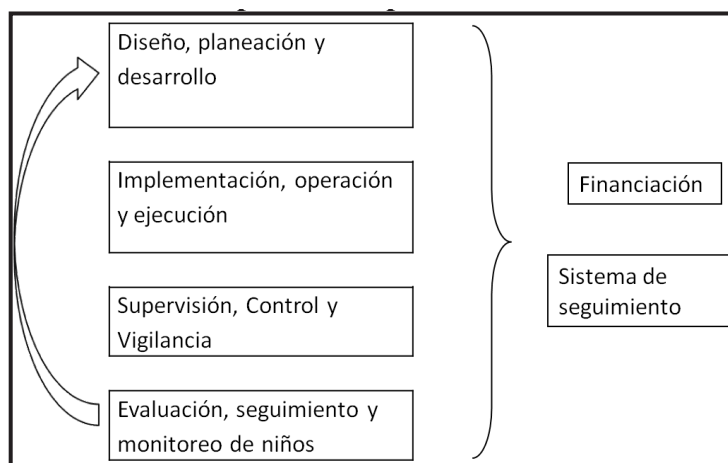 Diseño, planeación y
desarrollo
Implementación, operación
y ejecución
Supervisión, Control y
Vigilancia
Evaluación, seguimiento y
monitoreo de niños
Financiación
Sistema de
seguimiento